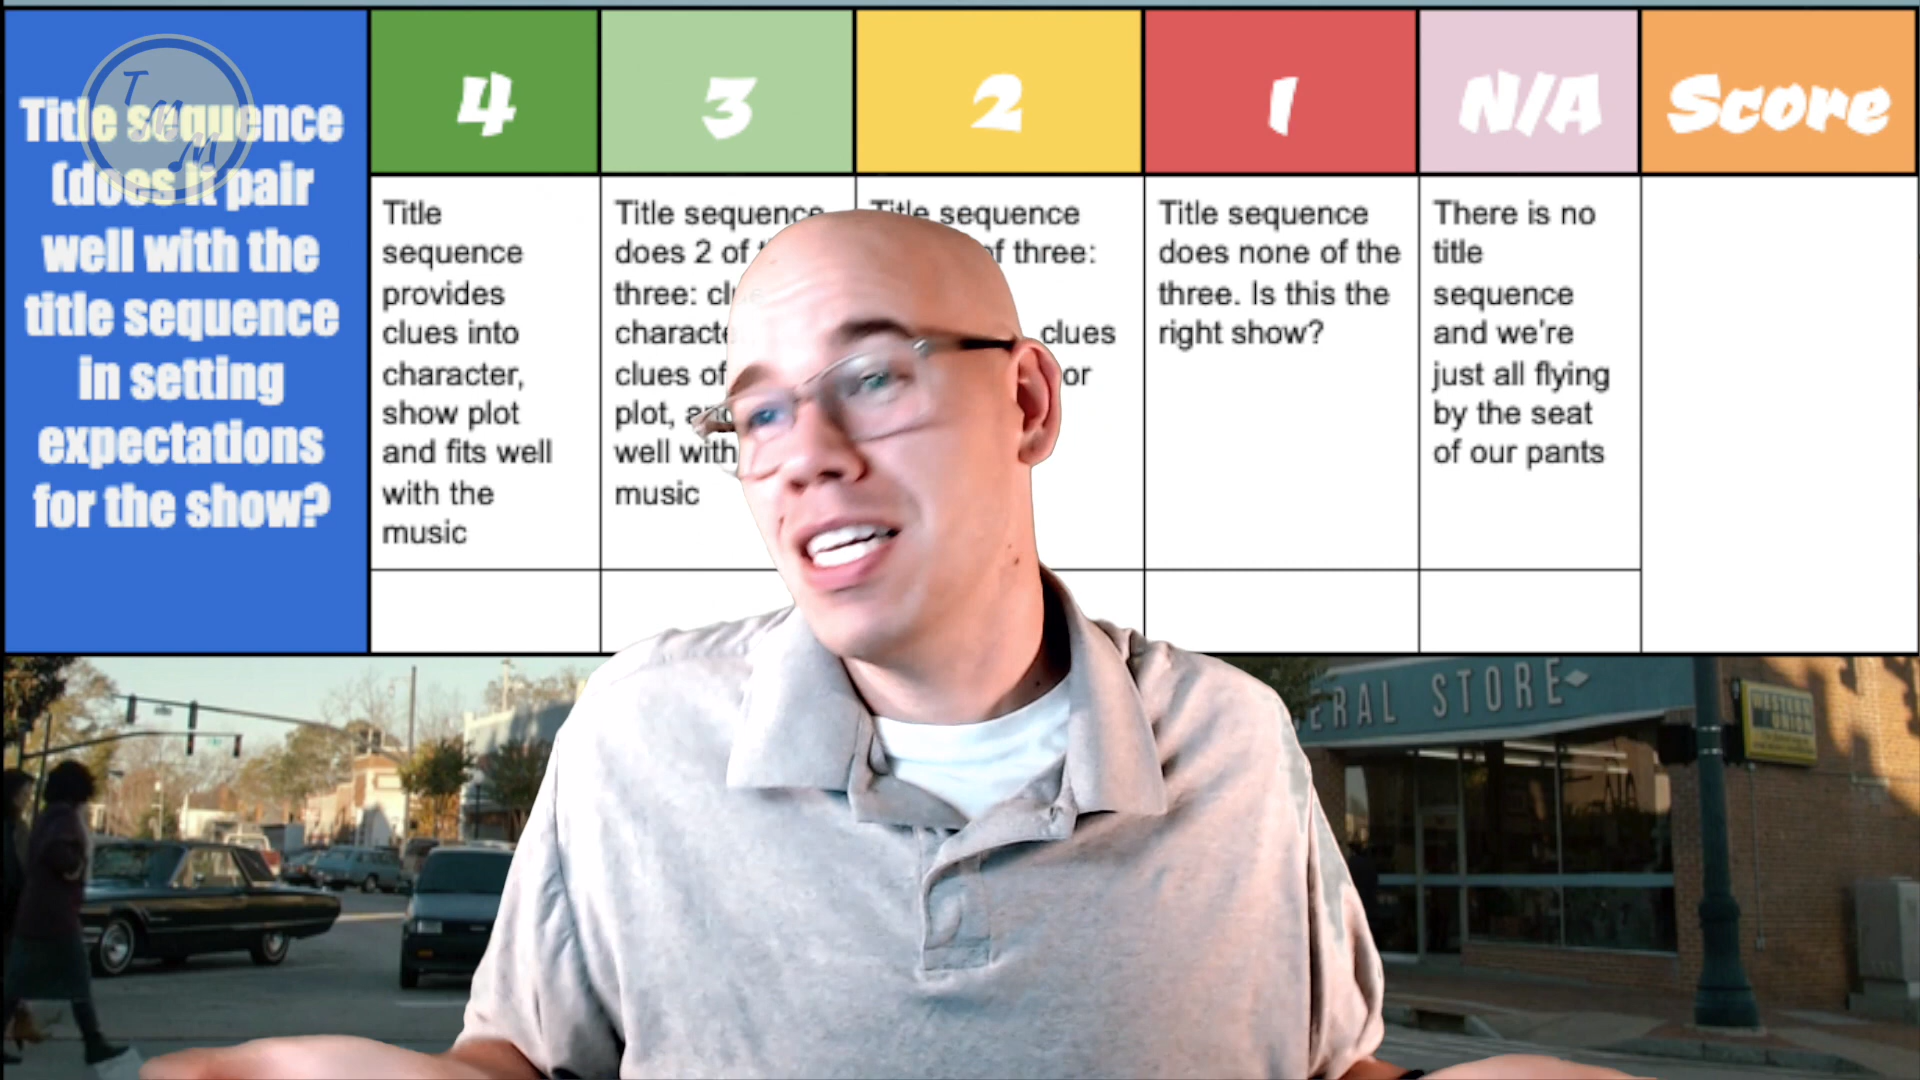 4
3
2
1
N/A
Score
T
M
M
Title sequence
(does it pair
well with the
title sequence
in setting
expectations
for the show?
Title
sequence
provides
clues into
character,
show plot
and fits well
with the
music
Title sequence
does 2 of
three:
clues of
plot,
well with
music
Title sequence
of three:
clues
or
Title sequence
does none of the
three. Is this the
right show?
There is no
title
sequence
and we're
just all flying
by the seat
of our pants
ERAL STORE
WESTERN
UNION